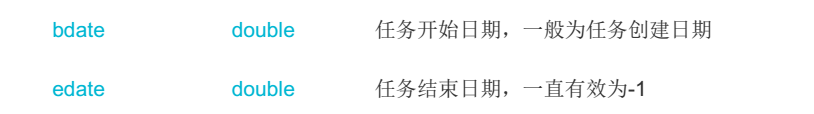 bdate double 任务开始日期，一般为任务创建日期
edate double 任务结束日期，一直有效为-1